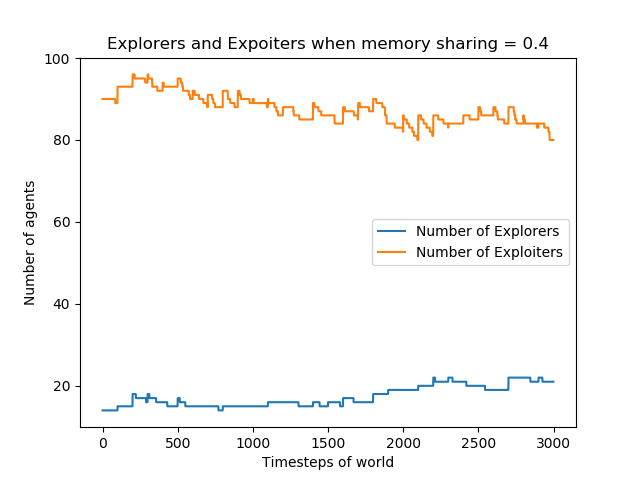 Explorers and Expoiters when memory sharing = 0.4
100
80
60
40
20
Number of agents
Number of Explorers
Number of Exploiters
0 500 1000 1500 2000 2500 3000
Timesteps of world